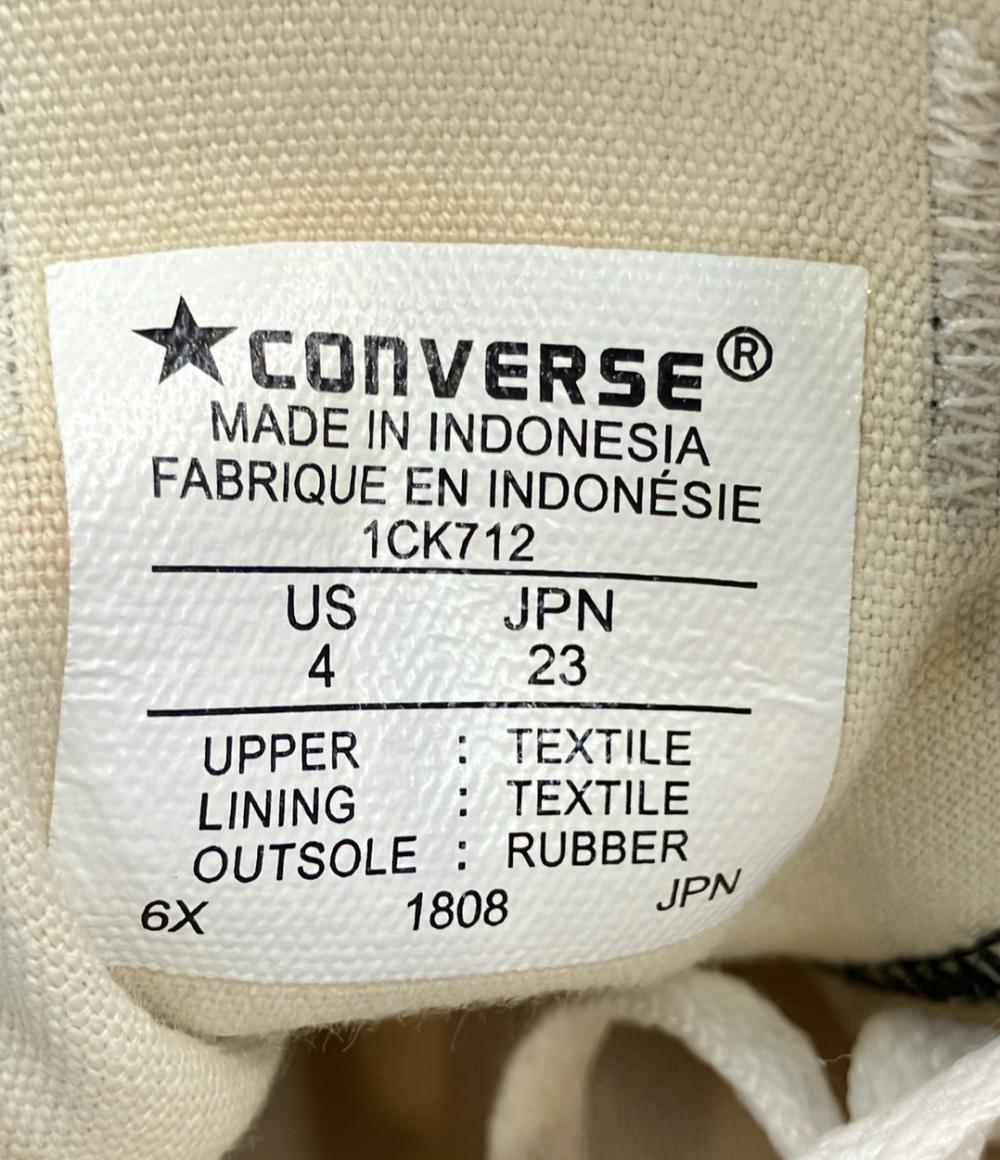 ★CONVERSE®
MADE IN INDONESIA
FABRIQUE EN INDONÉSIE
1CK712
US JPN
4 23
UPPER : TEXTILE
LINING : TEXTILE
OUTSOLE : RUBBER
6X 1808 JPN